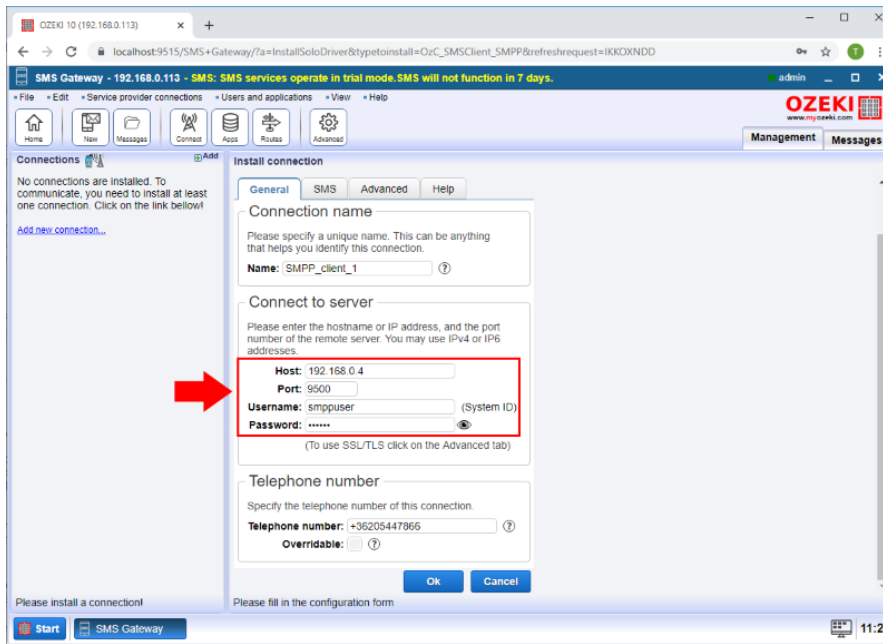 OZEKI 10 (192.168.0.113)
localhost:9515/SMS+Gateway/?a=InstallSoloDriver&typetoinstall=OzC_SMSClient_SMPP&refreshrequest=IKKOXNDD
T
SMS Gateway - 192.168.0.113 - SMS: SMS services operate in trial mode.SMS will not function in 7 days.
admin
File Edit Service provider connections Users and applications View Help
OZEKI
www.myozeki.com
Home New Messages Connect Apps Routes Advanced
Management Messages
Connections Add
No connections are installed. To
communicate, you need to install at least
one connection. Click on the link bellow!
Add new connection...
Install connection
General SMS Advanced Help
Connection name
Please specify a unique name. This can be anything
that helps you identify this connection.
Name: SMPP_client_1 ?
Connect to server
Please enter the hostname or IP address, and the port
number of the remote server. You may use IPv4 or IP6
addresses.
Host: 192.168.0.4
Port: 9500
Username: smppuser (System ID)
Password: ••••••
(To use SSL/TLS click on the Advanced tab)
Telephone number
Specify the telephone number of this connection.
Telephone number: +36205447866 ?
Overridable: ?
Ok Cancel
Please install a connection!
Please fill in the configuration form
Start SMS Gateway
11:2